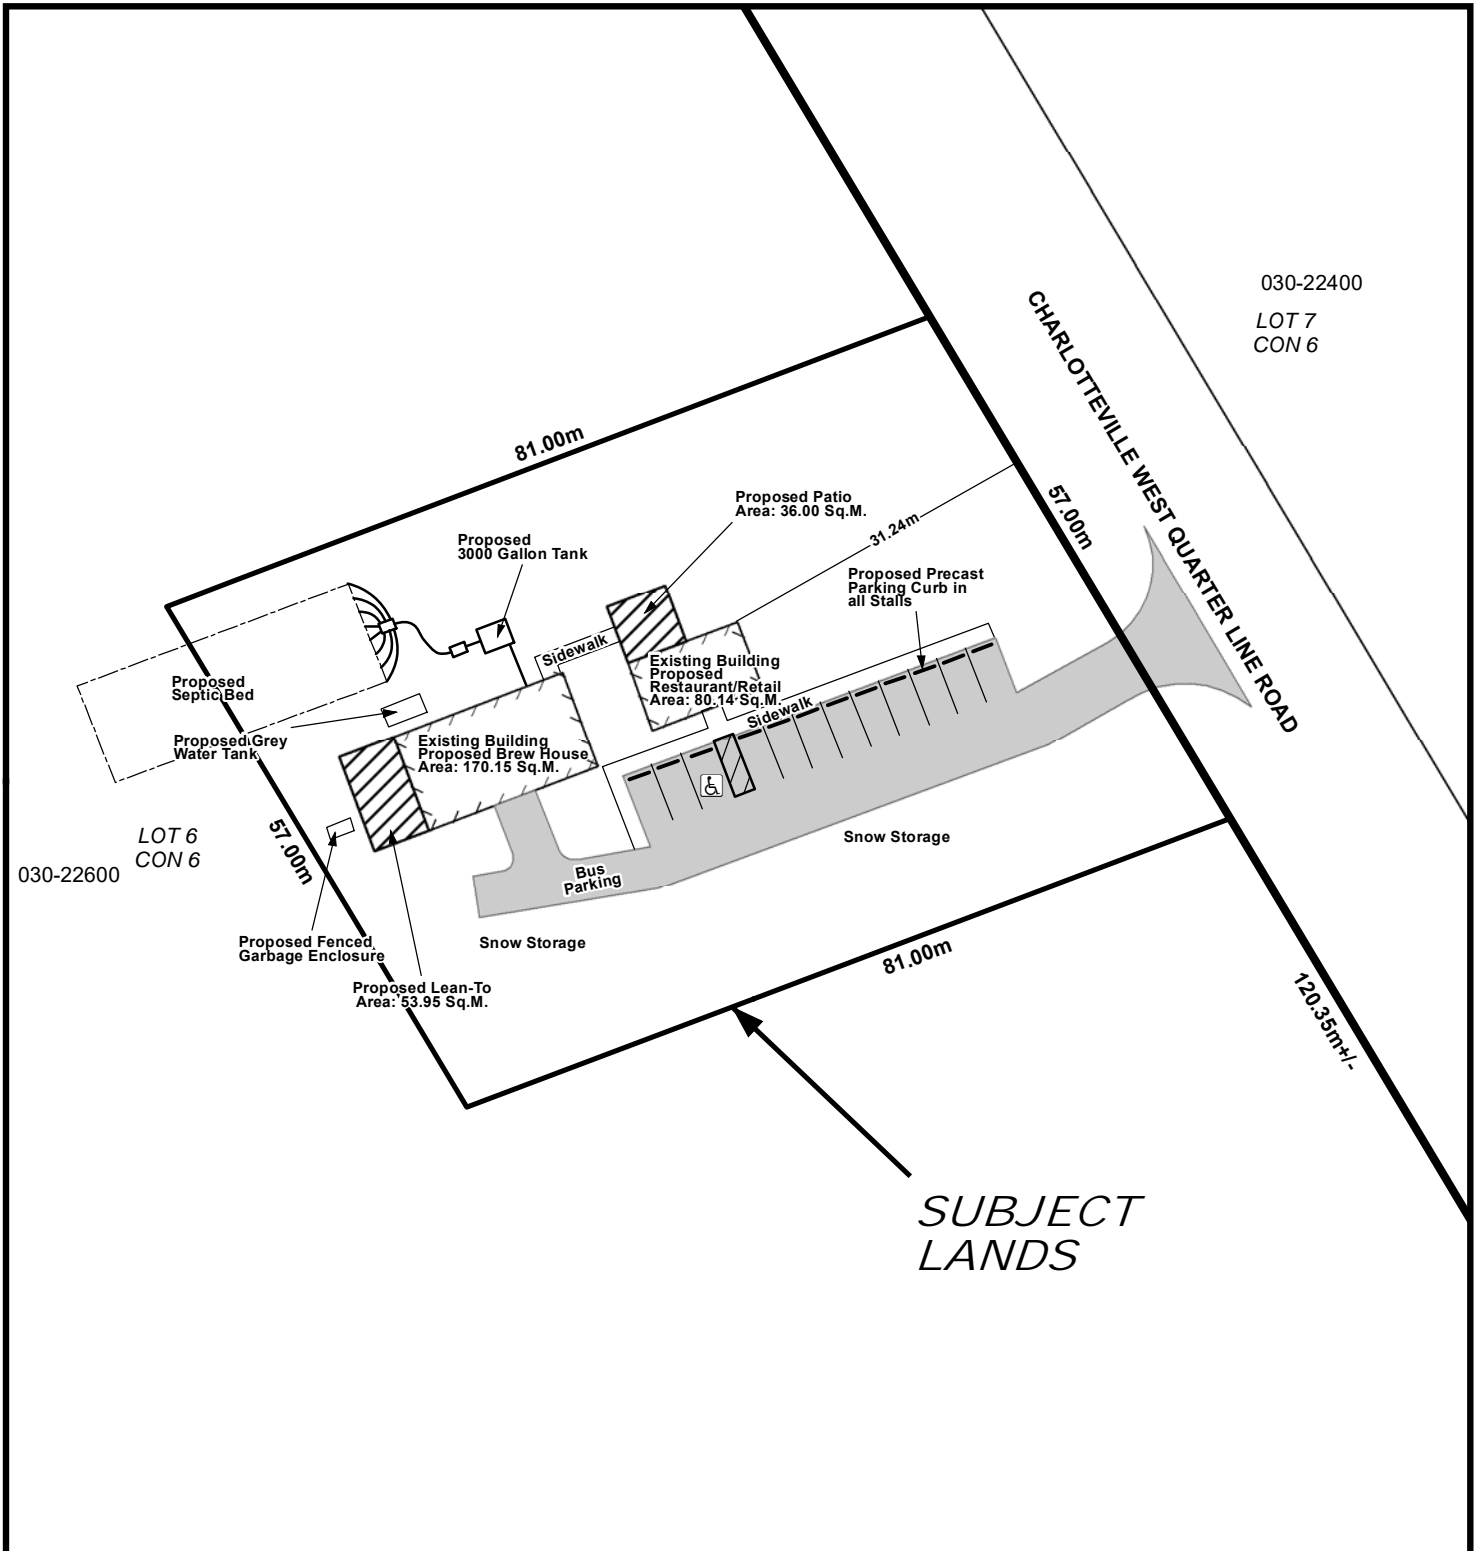 030-22400
LOT 7
CON 6
CHARLOTTEVILLE WEST QUARTER LINE ROAD
81.00m
57.00m
Proposed Patio
Area: 36.00 Sq.M.
31.24m
Proposed
3000 Gallon Tank
Proposed Precast
Parking Curb in
all Stalls
Sidewalk
Existing Building
Proposed
Restaurant/Retail
Area: 80.14 Sq.M.
Sidewalk
Proposed
Septic Bed
Proposed Grey
Water Tank
Existing Building
Proposed Brew House
Area: 170.15 Sq.M.
LOT 6
CON 6
030-22600
57.00m
Snow Storage
Bus
Parking
Proposed Fenced
Garbage Enclosure
Snow Storage
81.00m
Proposed Lean-To
Area: 53.95 Sq.M.
120.35m+/-
SUBJECT
LANDS